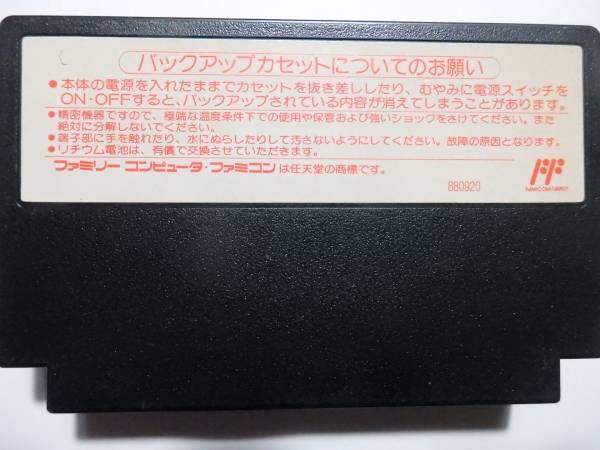 バックアップカセットについてのお願い
●本体の電源を入れたままでカセットを抜き差ししたり、むやみに電源スイッチを
ON・OFFすると、バックアップされている内容が消えてしまうことがあります。
●精密機器ですので、極端な温度条件下での使用や保管および強いショックをさけてください。また
絶対に分解しないでください。
●端子部に手を触れたり、水にぬらしたりして汚さないようにしてください。故障の原因となります。
●リチウム電池は、有償で交換させていただきます。
ファミリー コンピュータ・ファミコン は任天堂の商標です。
880920
FAMICOM FAMILY